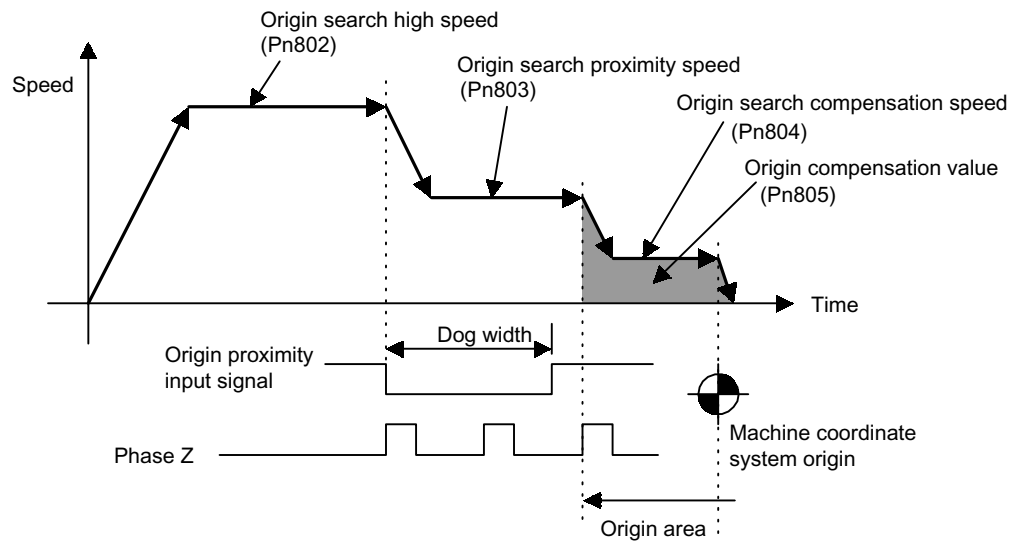 Origin search high speed
(Pn802)
Speed
Origin search proximity speed
(Pn803)
Origin search compensation speed
(Pn804)
Origin compensation value
(Pn805)
Time
Dog width
Origin proximity
input signal
Phase Z
Machine coordinate
system origin
Origin area